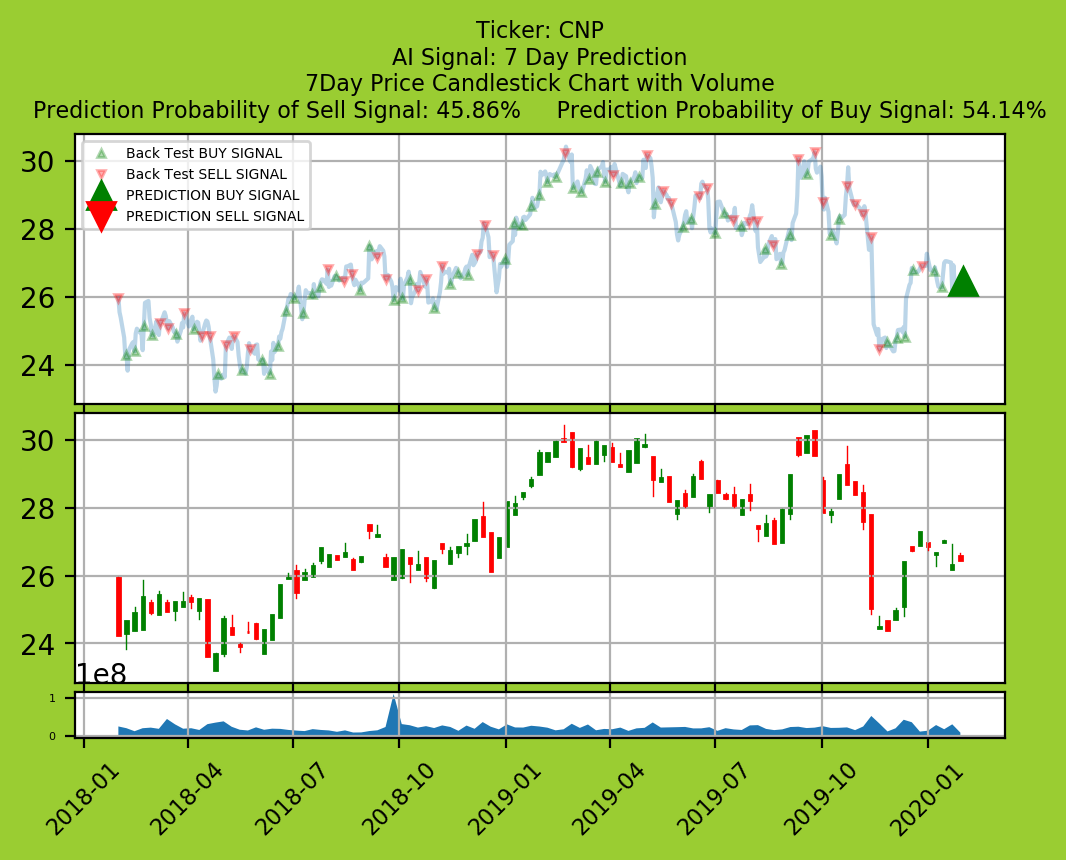 Ticker: CNP
AI Signal: 7 Day Prediction
7Day Price Candlestick Chart with Volume
Prediction Probability of Sell Signal: 45.86% Prediction Probability of Buy Signal: 54.14%
Back Test BUY SIGNAL
Back Test SELL SIGNAL
PREDICTION BUY SIGNAL
PREDICTION SELL SIGNAL
30
28
26
24
30
28
26
24
1e8
1
0
2018-01 2018-04 2018-07 2018-10 2019-01 2019-04 2019-07 2019-10 2020-01